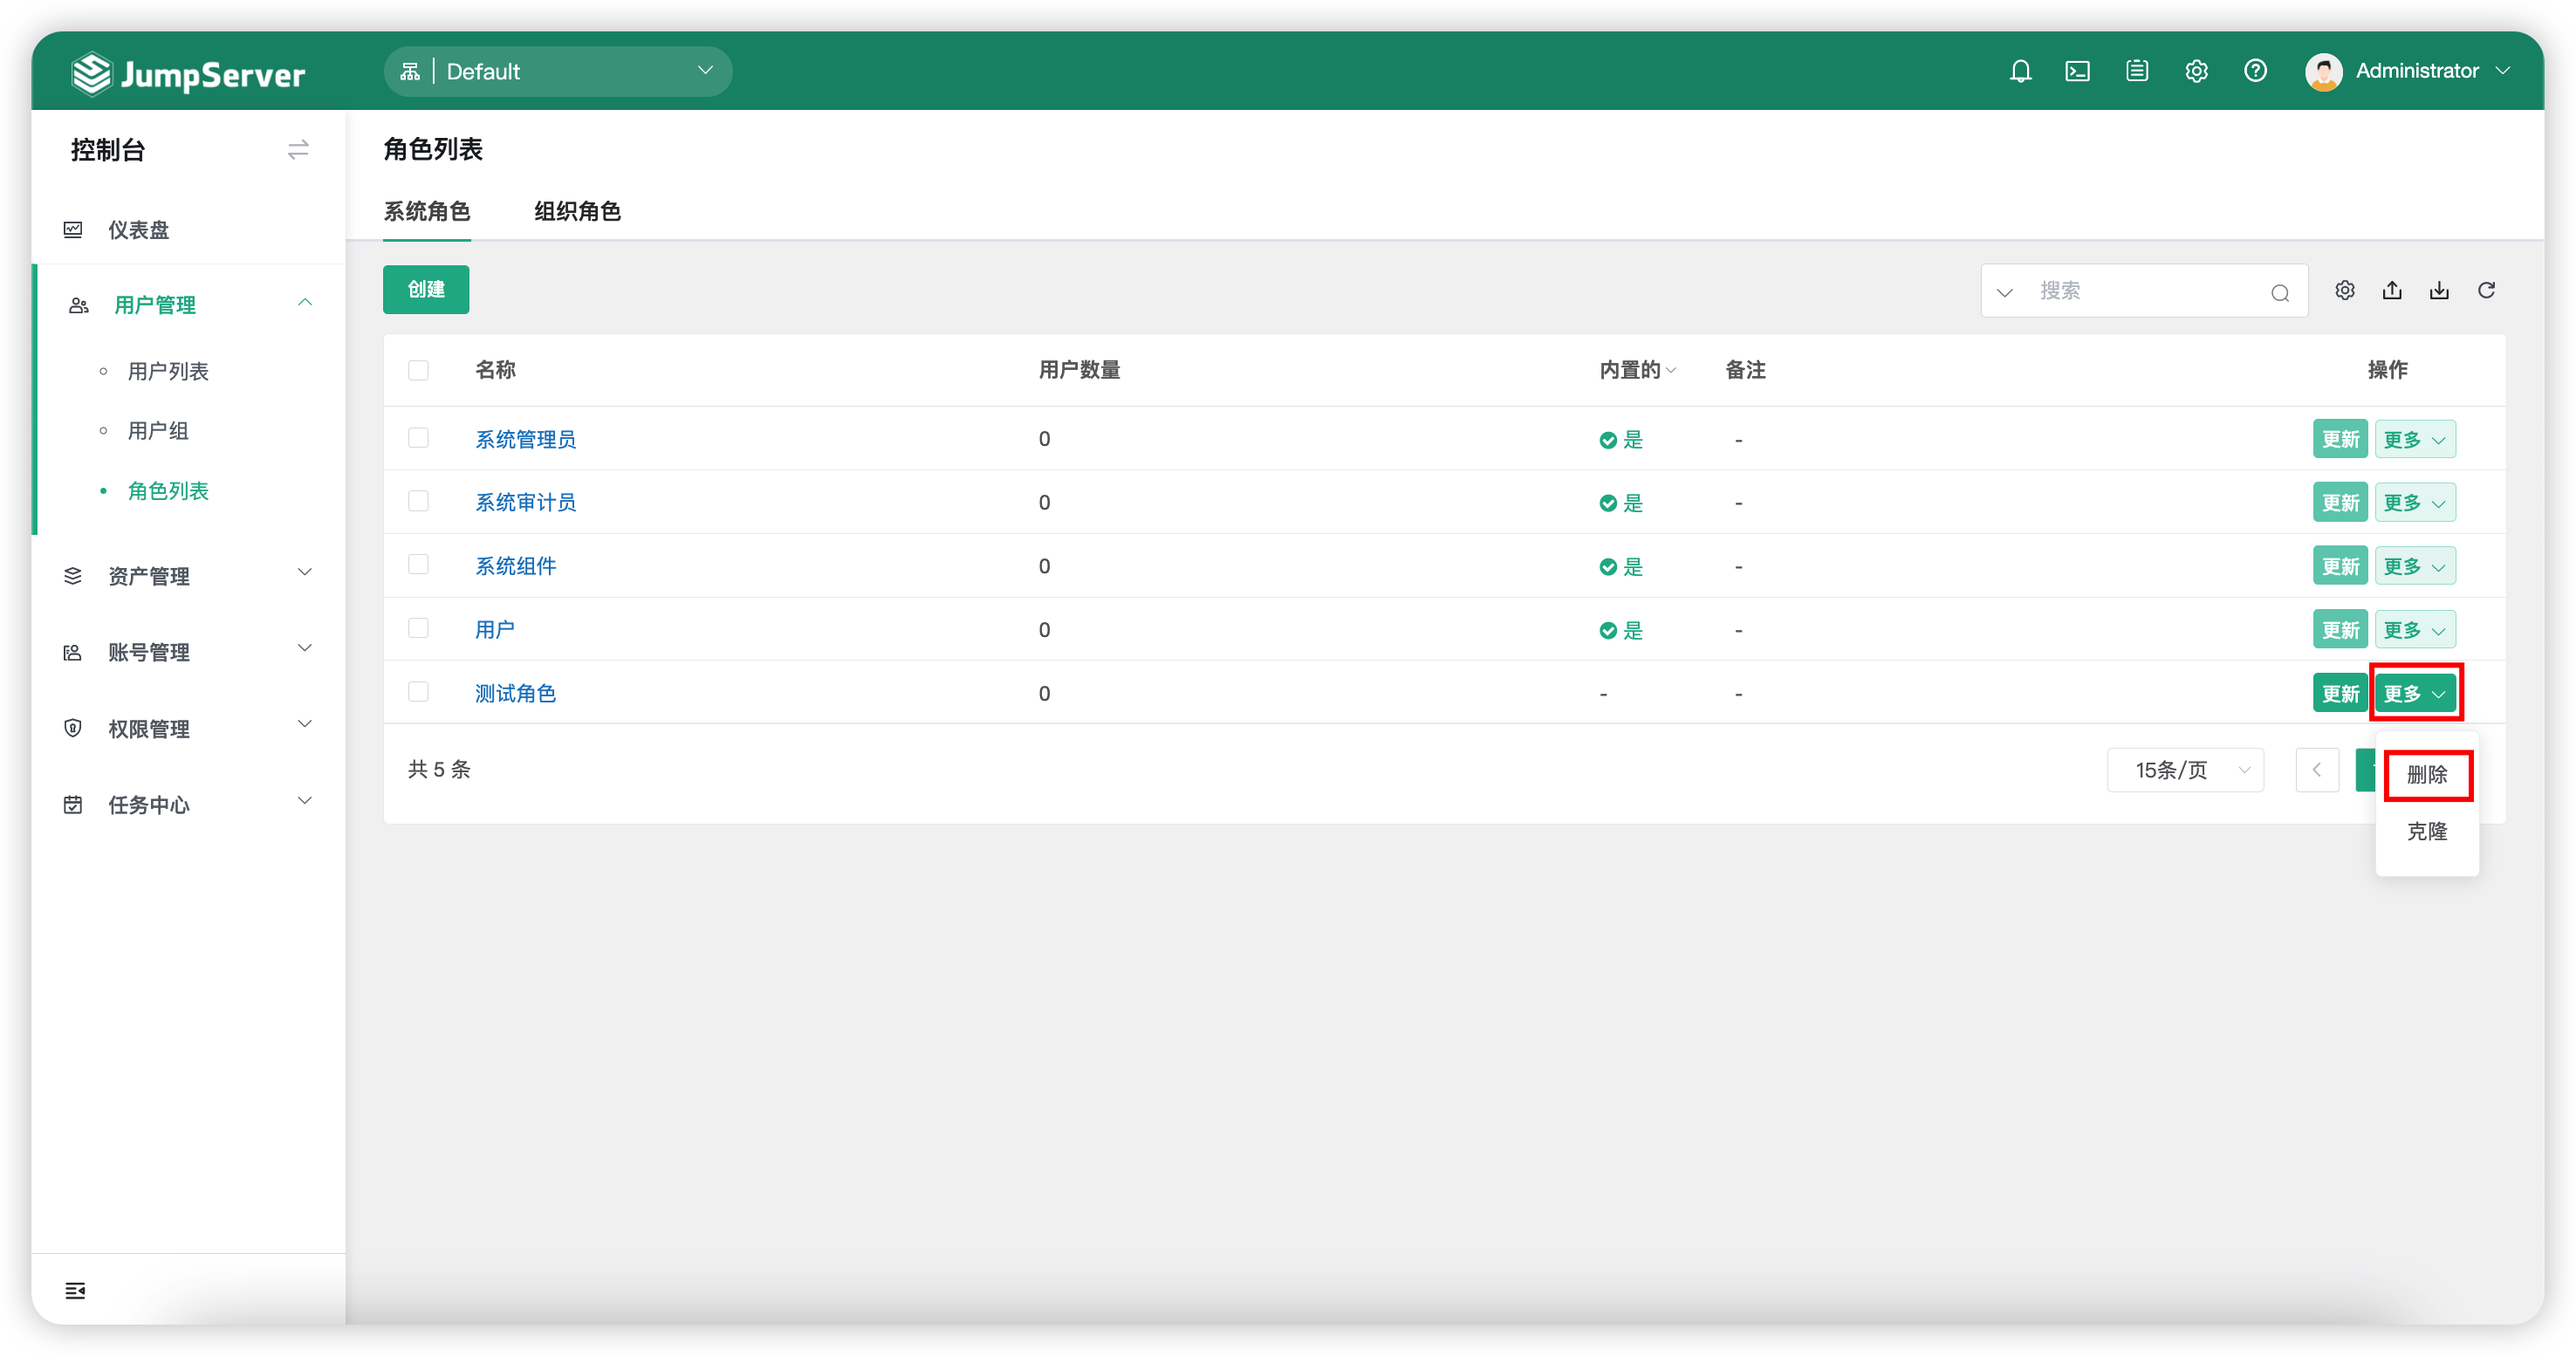 JumpServer
Default
Administrator
控制台
仪表盘
用户管理
用户列表
用户组
角色列表
资产管理
账号管理
权限管理
任务中心
角色列表
系统角色 组织角色
创建
搜索
名称 用户数量 内置的 备注 操作
系统管理员 0 是 - 更新 更多
系统审计员 0 是 - 更新 更多
系统组件 0 是 - 更新 更多
用户 0 是 - 更新 更多
测试角色 0 - - 更新 更多
共 5 条
15条/页
删除
克隆